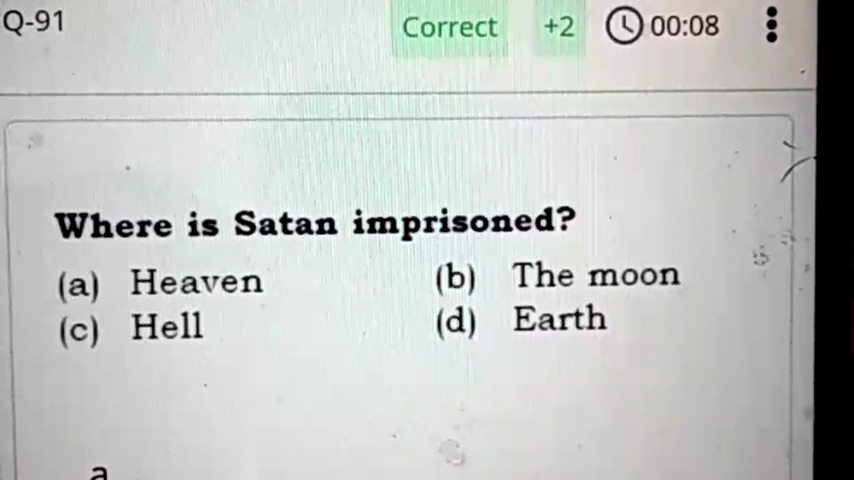 Q-91 Correct +2 00:08
Where is Satan imprisoned?
(a) Heaven (b) The moon
(c) Hell (d) Earth
a